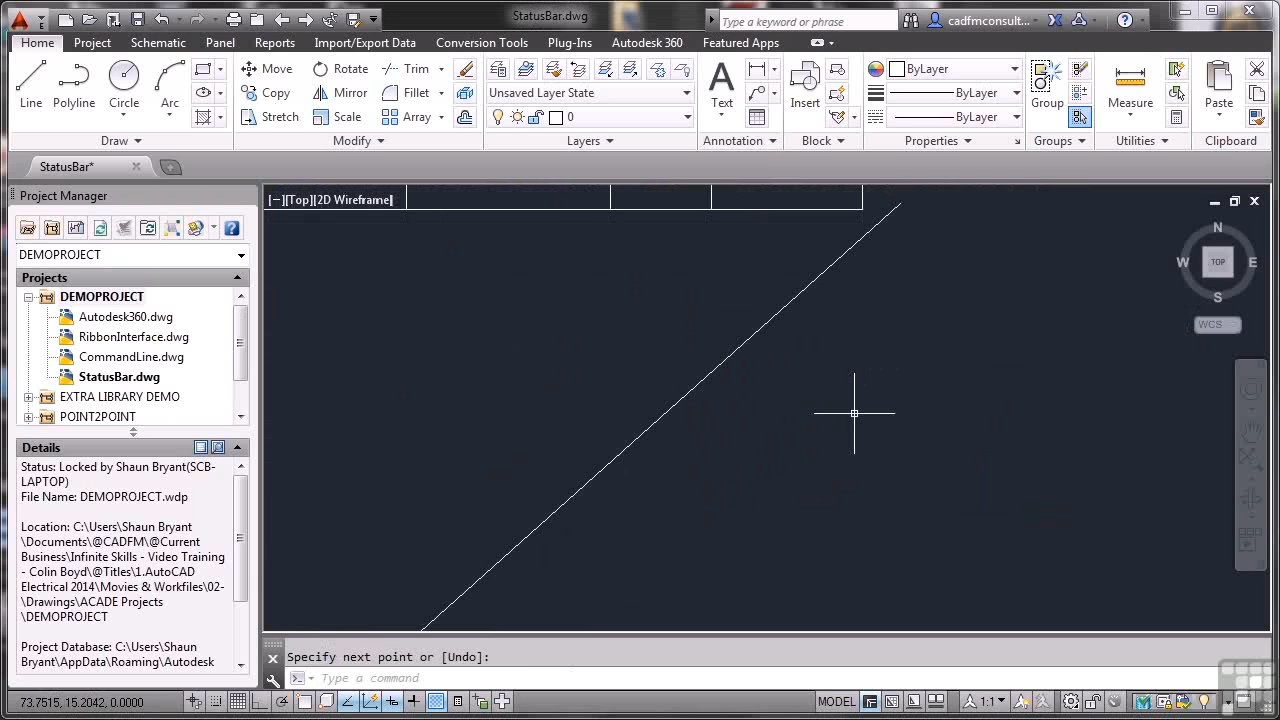 StatusBar.dwg
Type a keyword or phrase
cadfmconsult...
Home Project Schematic Panel Reports Import/Export Data Conversion Tools Plug-Ins Autodesk 360 Featured Apps
Line Polyline Circle Arc
Move Rotate Trim
Copy Mirror Fillet
Stretch Scale Array
Unsaved Layer State
0
Text Insert
ByLayer
ByLayer
ByLayer
Group Measure Paste
Draw Modify Layers Annotation Block Properties Groups Utilities Clipboard
StatusBar*
Project Manager
DEMOPROJECT
Projects
DEMOPROJECT
Autodesk360.dwg
RibbonInterface.dwg
CommandLine.dwg
StatusBar.dwg
EXTRA LIBRARY DEMO
POINT2POINT
Details
Status: Locked by Shaun Bryant(SCB-
LAPTOP)
File Name: DEMOPROJECT.wdp
Location: C:\Users\Shaun Bryant
\Documents\@CADFM\@Current
Business\Infinite Skills - Video Training
- Colin Boyd\@Titles\1.AutoCAD
Electrical 2014\Movies & Workfiles\02-
\Drawings\ACADE Projects
\DEMOPROJECT
Project Database: C:\Users\Shaun
Bryant\AppData\Roaming\Autodesk
[−][Top][2D Wireframe]
N
W TOP E
S
WCS
Specify next point or [Undo]:
Type a command
73.7515, 15.2042, 0.0000
MODEL
1:1